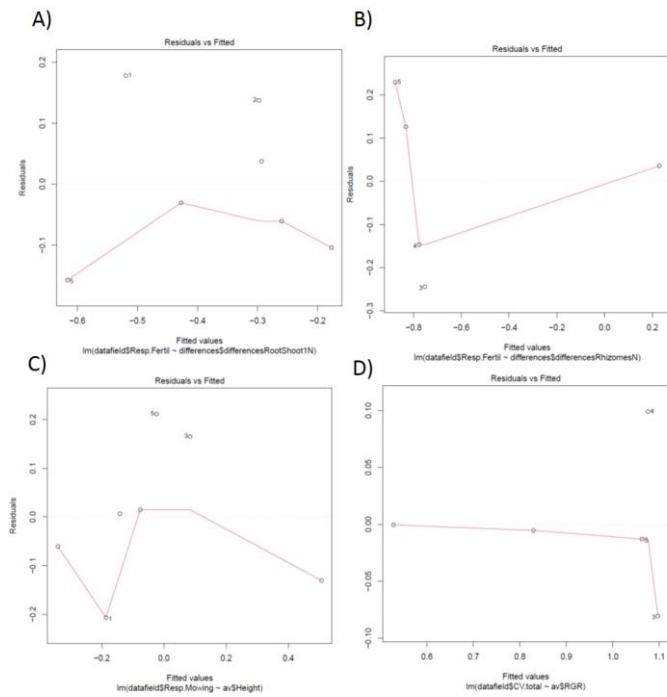 A)
Residuals vs Fitted
Residuals
0.2
0.1
0.0
−0.1
1
2
5
−0.6 −0.5 −0.4 −0.3 −0.2
Fitted values
lm(datafield$Resp.Fertil ~ differences$differencesRootShoot1N)
B)
Residuals vs Fitted
Residuals
0.2
0.1
0.0
−0.1
−0.2
−0.3
5
4
3
−0.8 −0.6 −0.4 −0.2 0.0 0.2
Fitted values
lm(datafield$Resp.Fertil ~ differences$differencesRhizomesN)
C)
Residuals vs Fitted
Residuals
0.2
0.1
0.0
−0.1
−0.2
5
3
1
−0.2 0.0 0.2 0.4
Fitted values
lm(datafield$Resp.Mowing ~ av$Height)
D)
Residuals vs Fitted
Residuals
0.10
0.05
0.00
−0.05
−0.10
4
3
0.6 0.7 0.8 0.9 1.0 1.1
Fitted values
lm(datafield$CV.total ~ av$RGR)